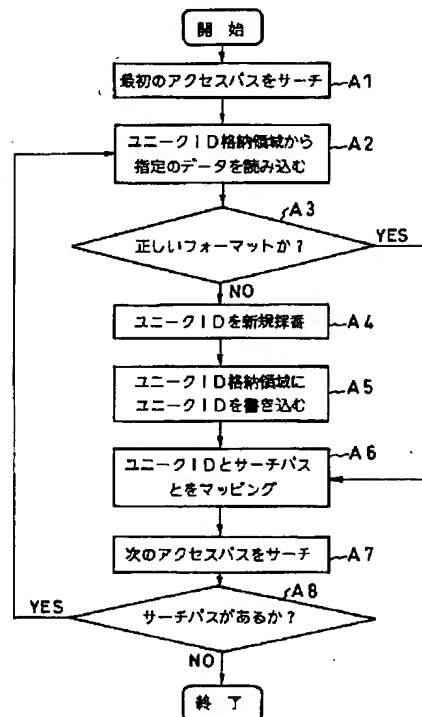 開 始
最初のアクセスパスをサーチ
A1
ユニークID格納領域から
指定のデータを読み込む
A2
A3
正しいフォーマットか?
YES
NO
ユニークIDを新規採番
A4
ユニークID格納領域に
ユニークIDを書き込む
A5
ユニークIDとサーチパス
とをマッピング
A6
次のアクセスパスをサーチ
A7
A8
サーチパスがあるか?
YES
NO
終 了